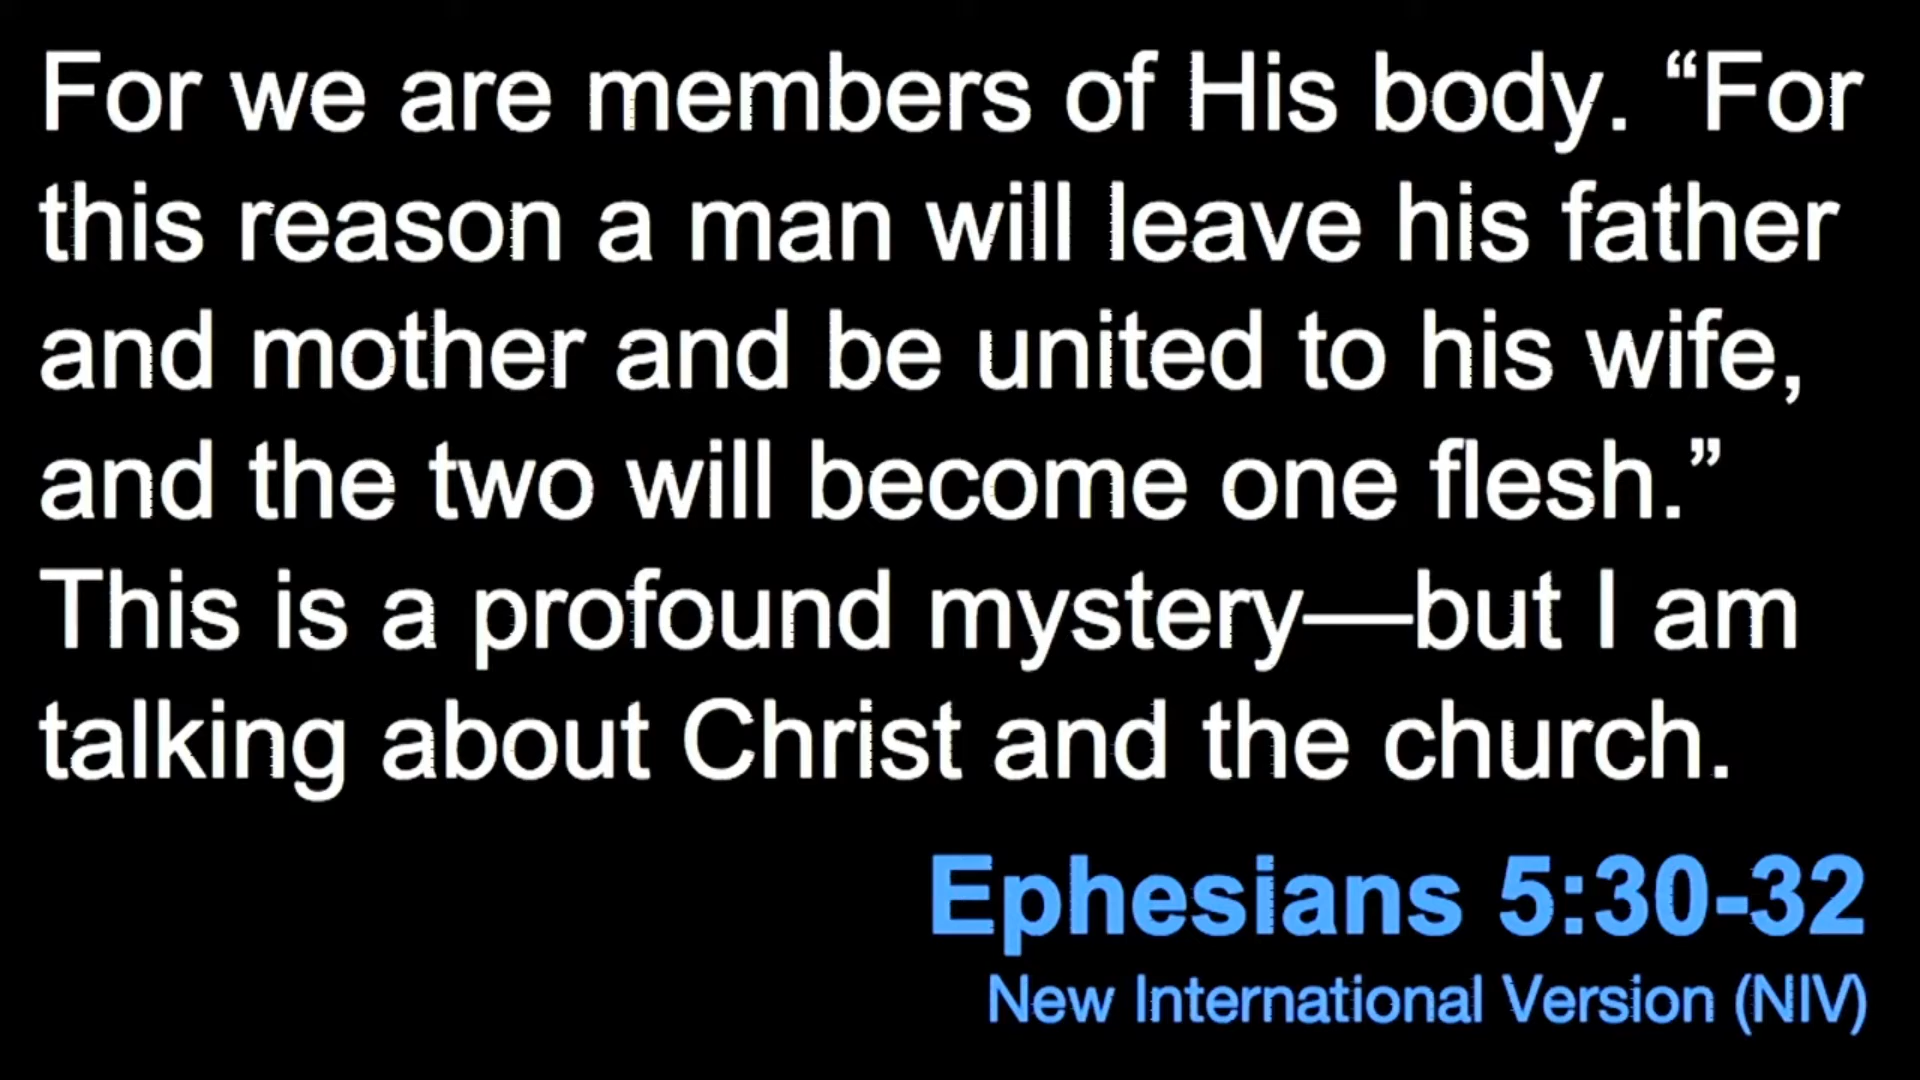 For we are members of His body. “For
this reason a man will leave his father
and mother and be united to his wife,
and the two will become one flesh.”
This is a profound mystery—but I am
talking about Christ and the church.
Ephesians 5:30-32
New International Version (NIV)